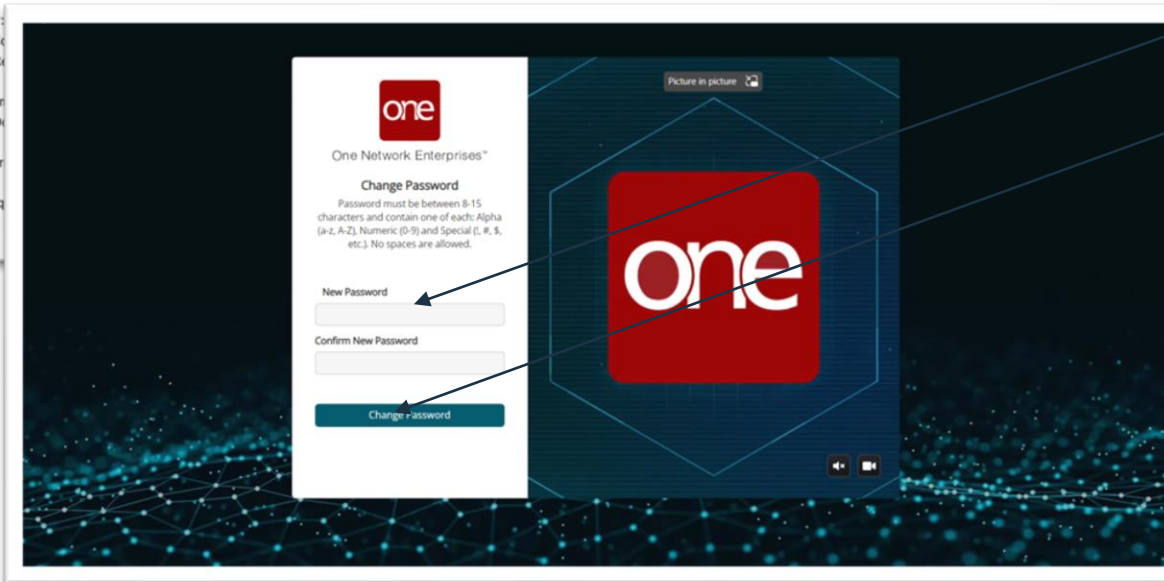 one
One Network Enterprises™
Change Password
Password must be between 8-15
characters and contain one of each: Alpha
(a-z, A-Z), Numeric (0-9) and Special (!, #, $,
etc.). No spaces are allowed.
New Password
Confirm New Password
Change Password
Picture in picture
one